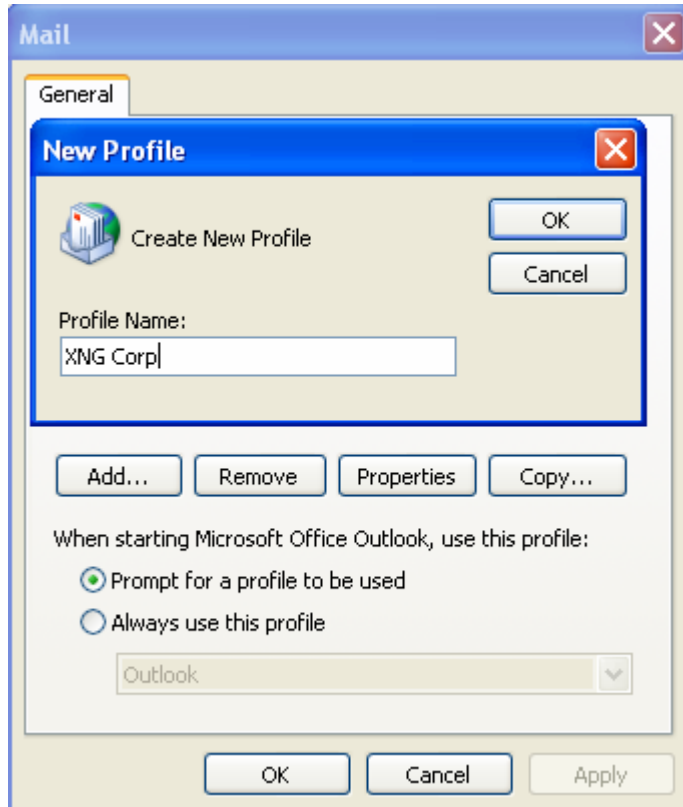 Mail
General
New Profile
Create New Profile
OK
Cancel
Profile Name:
XNG Corp
Add... Remove Properties Copy...
When starting Microsoft Office Outlook, use this profile:
Prompt for a profile to be used
Always use this profile
Outlook
OK Cancel Apply